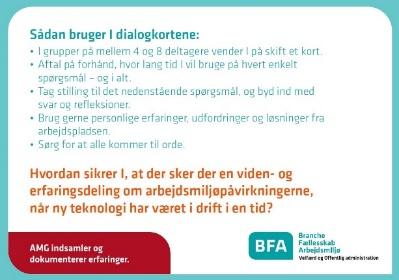 Sådan bruger I dialogkortene:
• I grupper på mellem 4 og 8 deltagere vender I på skift et kort.
• Aftal på forhånd, hvor lang tid I vil bruge på hvert enkelt
spørgsmål – og i alt.
• Tag stilling til det nedenstående spørgsmål, og byd ind med
svar og refleksioner.
• Brug gerne personlige erfaringer, udfordringer og løsninger fra
arbejdspladsen.
• Sørg for at alle kommer til orde.
Hvordan sikrer I, at der sker der en viden- og
erfaringsdeling om arbejdsmiljøpåvirkningerne,
når ny teknologi har været i drift i en tid?
AMG indsamler og
dokumenterer erfaringer.
BFA
Branche
Fællesskab
Arbejdsmiljø
Velfærd og Offentlig administration